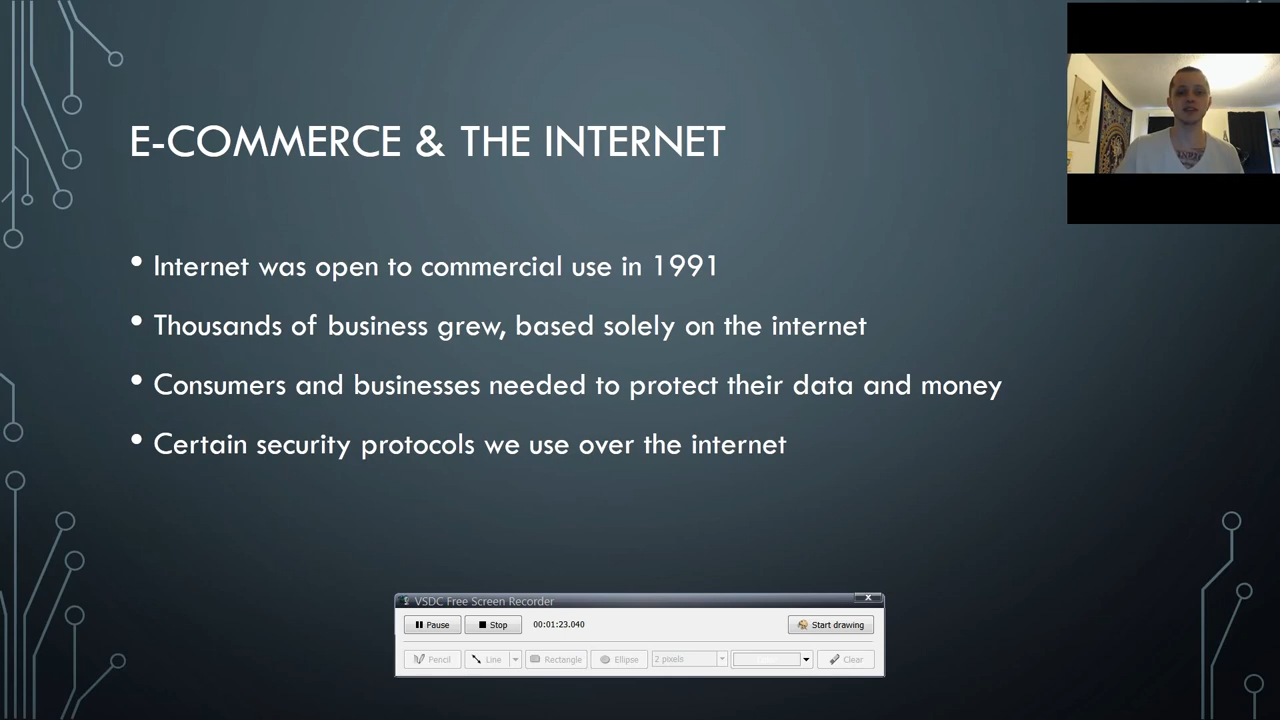 E-COMMERCE & THE INTERNET
• Internet was open to commercial use in 1991
• Thousands of business grew, based solely on the internet
• Consumers and businesses needed to protect their data and money
• Certain security protocols we use over the internet
VSDC Free Screen Recorder
Pause Stop 00:01:23.040 Start drawing
Pencil Line Rectangle Ellipse 2 pixels Clear